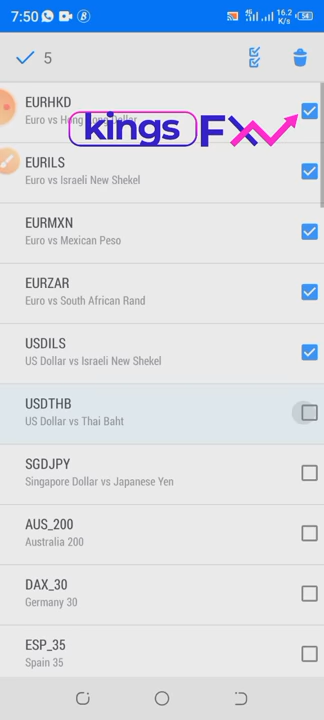 7:50
4G
16.2
K/s
58
5
EURHKD
Euro vs Hong Kong Dollar
kings FX
EURILS
Euro vs Israeli New Shekel
EURMXN
Euro vs Mexican Peso
EURZAR
Euro vs South African Rand
USDILS
US Dollar vs Israeli New Shekel
USDTHB
US Dollar vs Thai Baht
SGDJPY
Singapore Dollar vs Japanese Yen
AUS_200
Australia 200
DAX_30
Germany 30
ESP_35
Spain 35